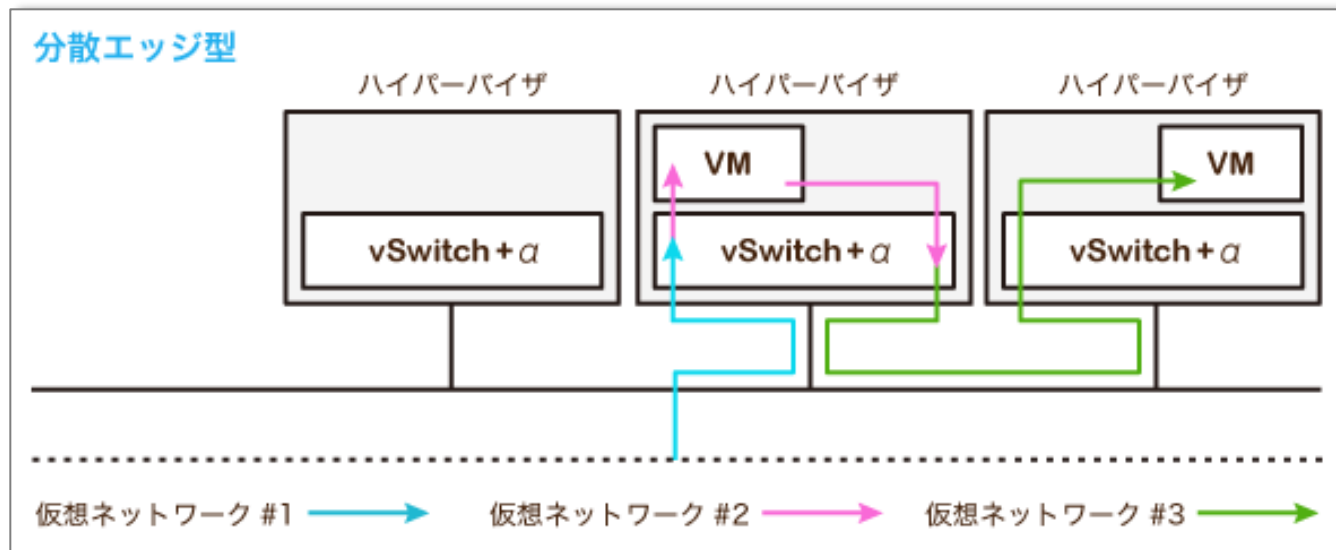 分散エッジ型
ハイパーバイザ ハイパーバイザ ハイパーバイザ
VM VM
vSwitch+α vSwitch+α vSwitch+α
仮想ネットワーク #1 仮想ネットワーク #2 仮想ネットワーク #3